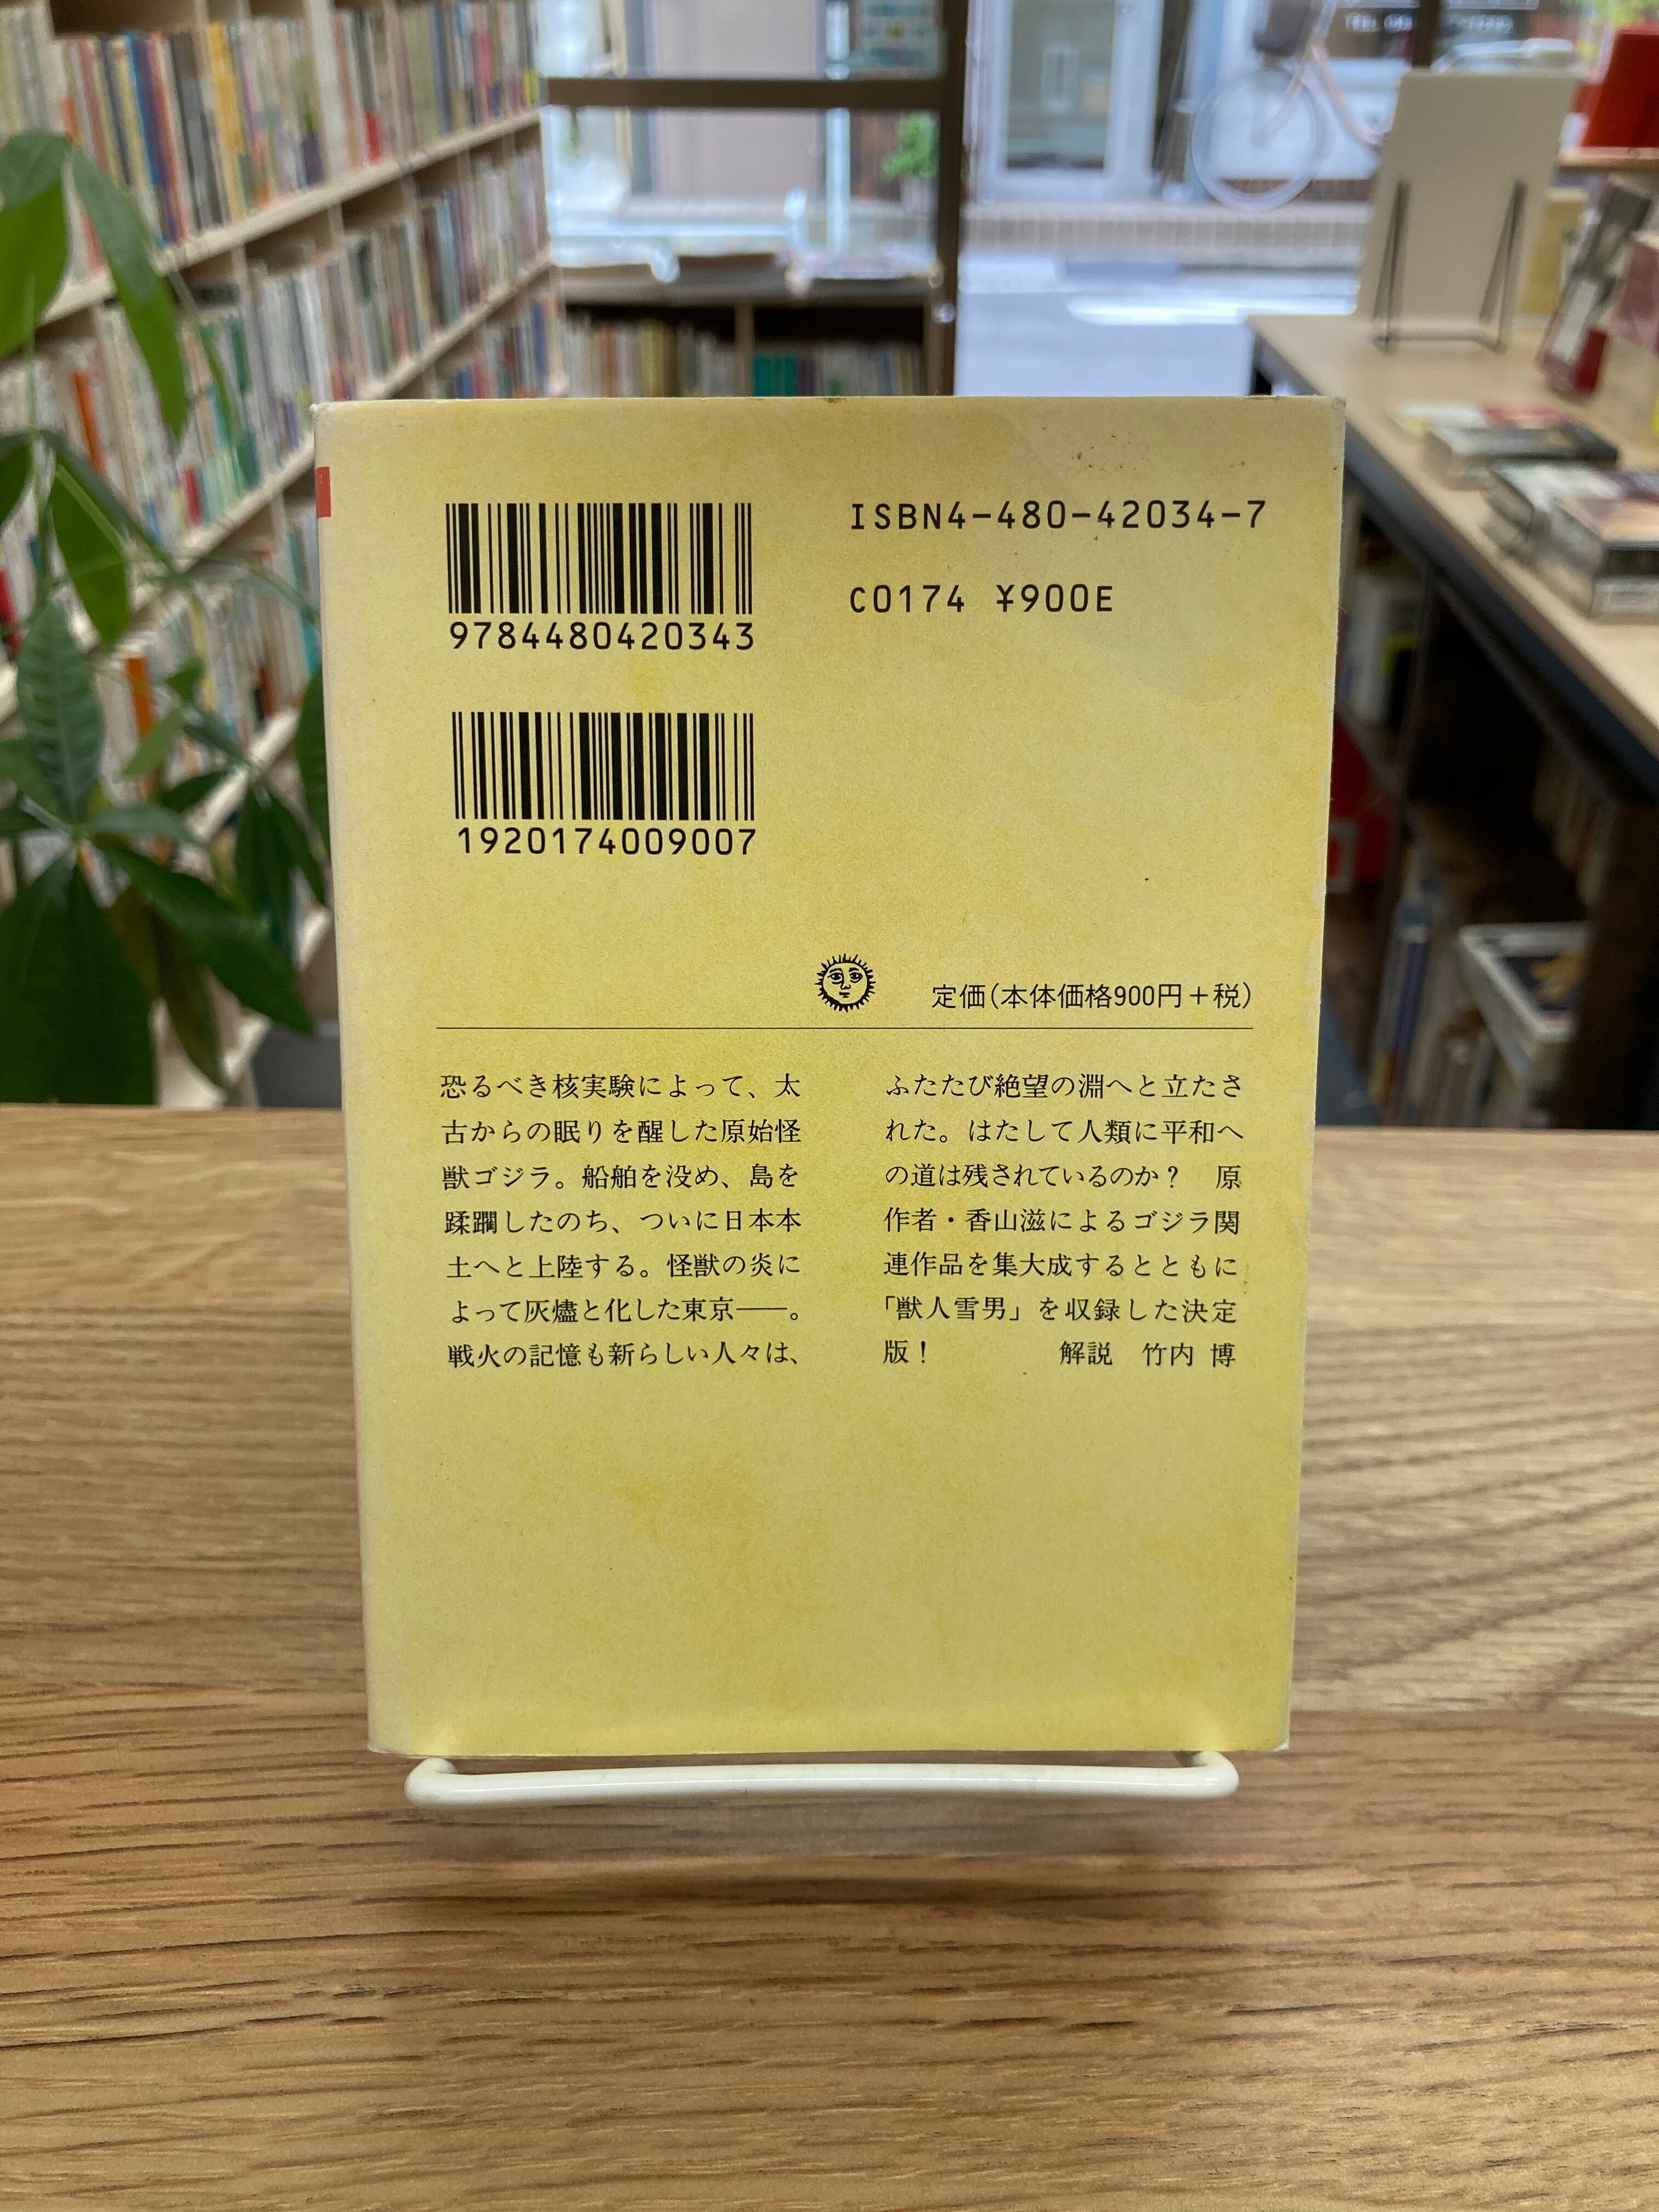 ISBN4-480-42034-7
C0174 ¥900E
9784480420343
1920174009007
定価(本体価格900円＋税)
恐るべき核実験によって、太
古からの眠りを醒した原始怪
獣ゴジラ。船舶を没め、島を
蹂躙したのち、ついに日本本
土へと上陸する。怪獣の炎に
よって灰燼と化した東京――。
戦火の記憶も新らしい人々は、
ふたたび絶望の淵へと立たさ
れた。はたして人類に平和へ
の道は残されているのか？　原
作者・香山滋によるゴジラ関
連作品を集大成するとともに
「獣人雪男」を収録した決定
版！　　　　　解説　竹内 博